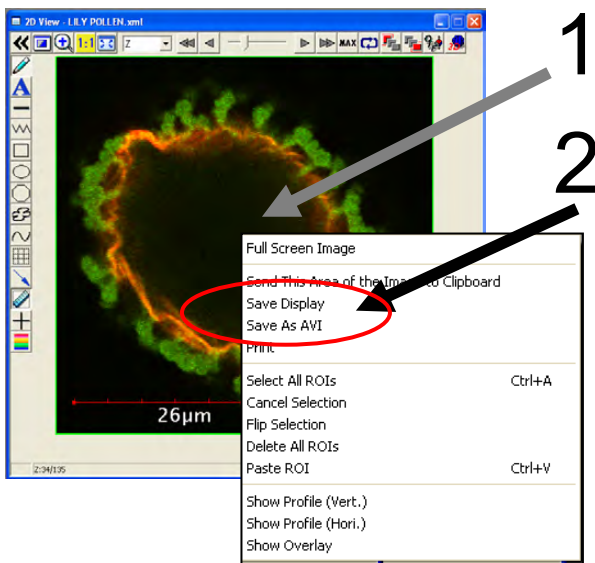 2D View - LILY POLLEN.xml
1:1 Z MAX
A
1
2
Full Screen Image
Send This Area of the Image to Clipboard
Save Display
Save As AVI
Print
Select All ROIs Ctrl+A
Cancel Selection
Flip Selection
Delete All ROIs
Paste ROI Ctrl+V
Show Profile (Vert.)
Show Profile (Hori.)
Show Overlay
26µm
Z:34/135